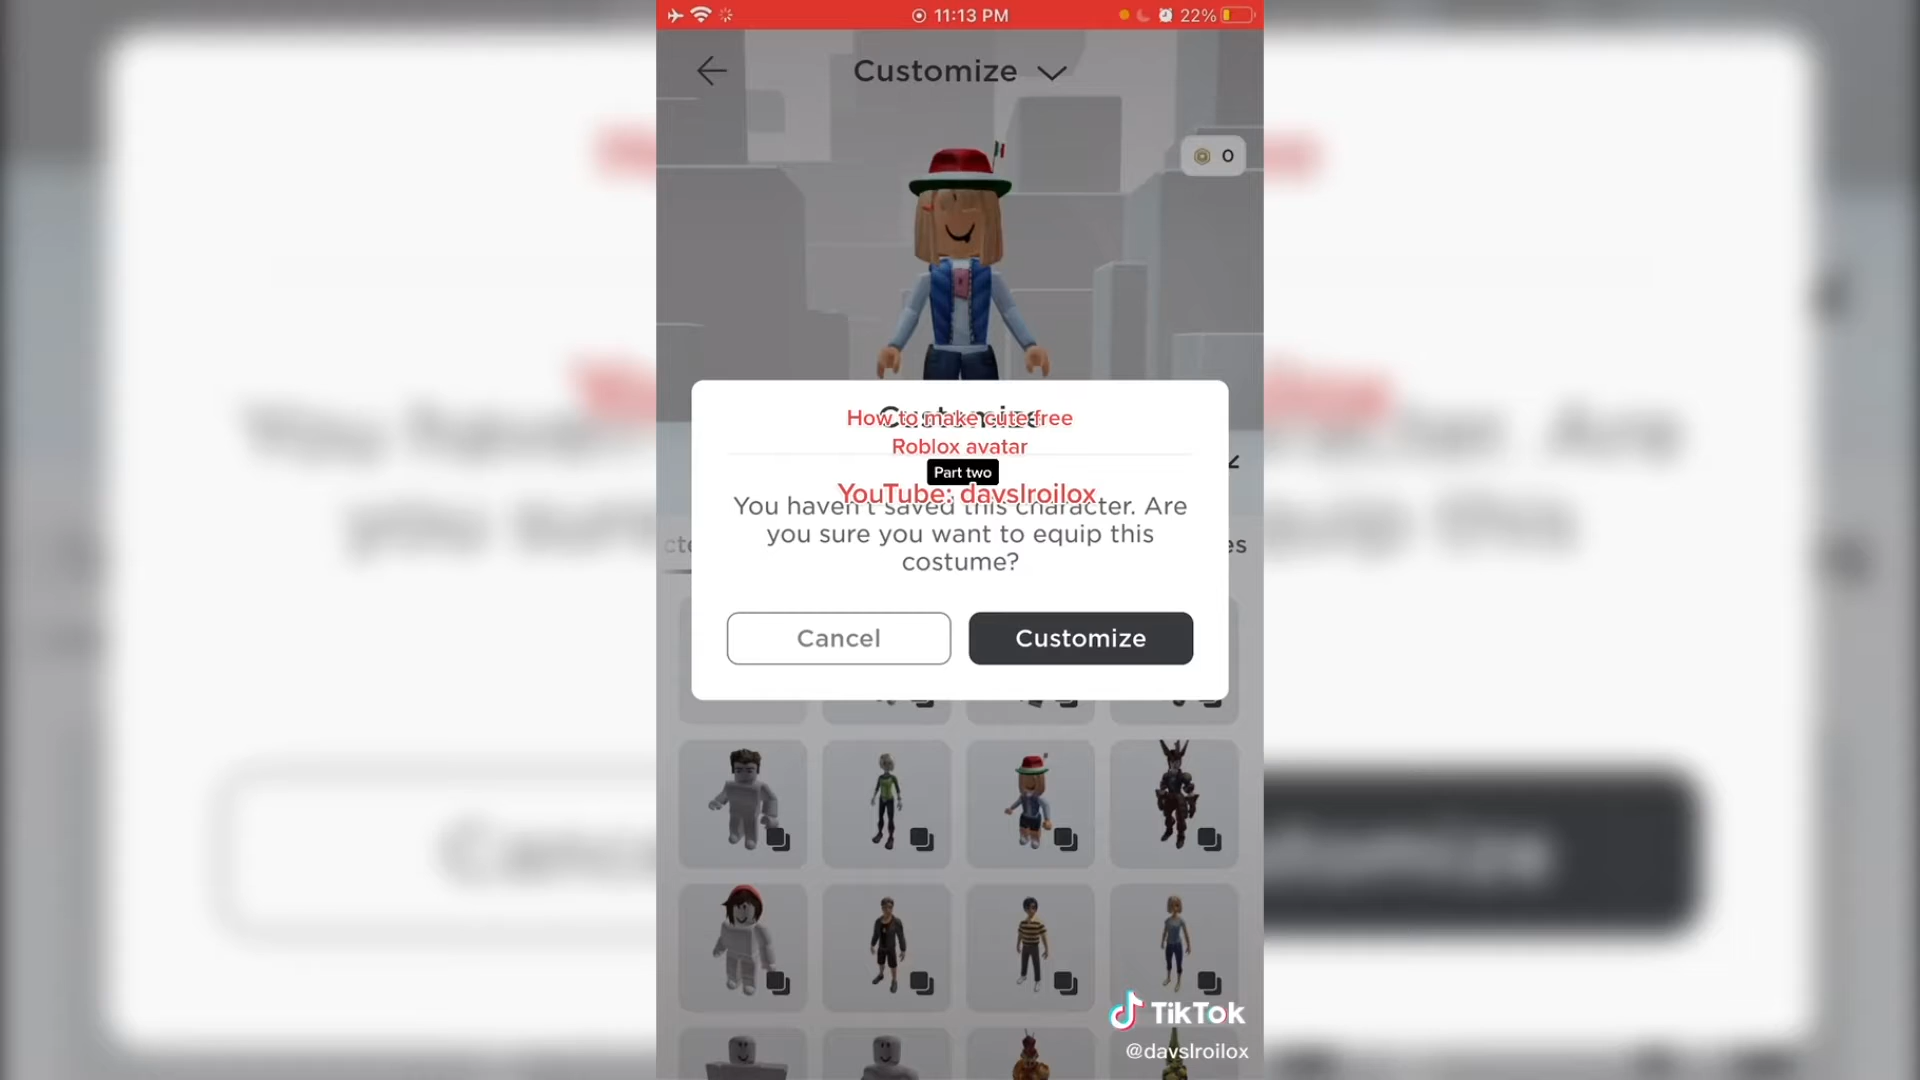 11:13 PM
22%
Customize
0
Customize
How to make cute free
Roblox avatar
Part two
YouTube: davslroilox
You haven't saved this character. Are
you sure you want to equip this
costume?
Cancel
Customize
TikTok
@davslroilox